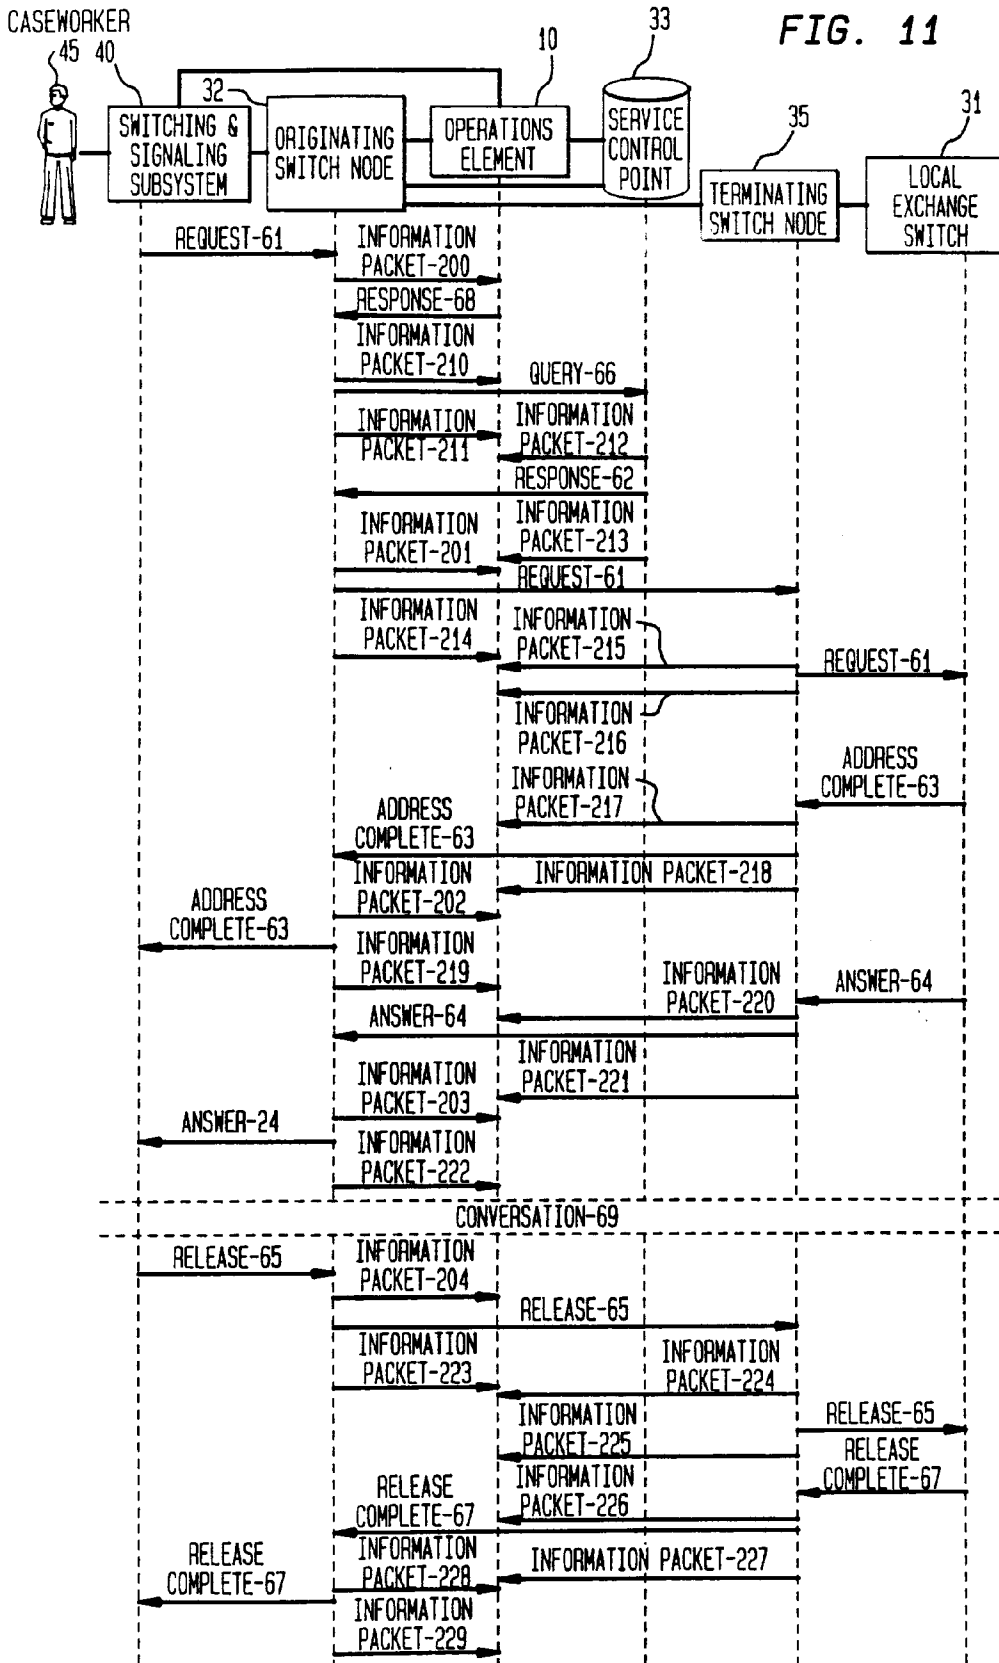 FIG. 11
CASEWORKER
45
40
32
10
33
35
31
SWITCHING &
SIGNALING
SUBSYSTEM
ORIGINATING
SWITCH NODE
OPERATIONS
ELEMENT
SERVICE
CONTROL
POINT
TERMINATING
SWITCH NODE
LOCAL
EXCHANGE
SWITCH
REQUEST-61
INFORMATION
PACKET-200
RESPONSE-68
INFORMATION
PACKET-210
QUERY-66
INFORMATION
PACKET-211
INFORMATION
PACKET-212
RESPONSE-62
INFORMATION
PACKET-201
INFORMATION
PACKET-213
REQUEST-61
INFORMATION
PACKET-214
INFORMATION
PACKET-215
REQUEST-61
INFORMATION
PACKET-216
ADDRESS
COMPLETE-63
INFORMATION
PACKET-217
ADDRESS
COMPLETE-63
INFORMATION PACKET-218
INFORMATION
PACKET-202
ADDRESS
COMPLETE-63
INFORMATION
PACKET-219
ANSWER-64
INFORMATION
PACKET-220
ANSWER-64
INFORMATION
PACKET-221
INFORMATION
PACKET-203
ANSWER-24
INFORMATION
PACKET-222
CONVERSATION-69
RELEASE-65
INFORMATION
PACKET-204
RELEASE-65
INFORMATION
PACKET-223
INFORMATION
PACKET-224
RELEASE-65
INFORMATION
PACKET-225
RELEASE
COMPLETE-67
INFORMATION
PACKET-226
RELEASE
COMPLETE-67
INFORMATION PACKET-227
INFORMATION
PACKET-228
RELEASE
COMPLETE-67
INFORMATION
PACKET-229